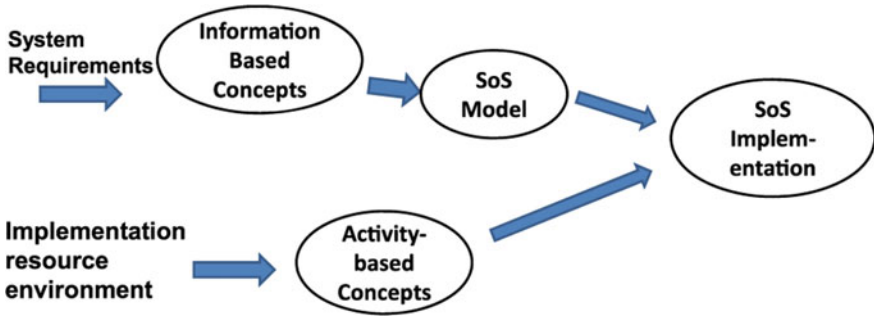 System
Requirements
Information
Based
Concepts
SoS
Model
SoS
Implem-
entation
Implementation
resource
environment
Activity-
based
Concepts